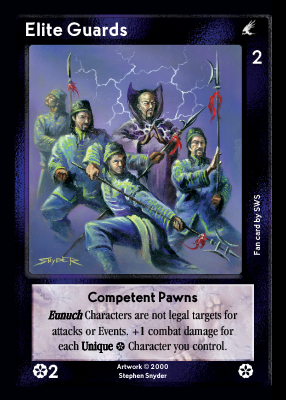 Elite Guards
2
SNYDER
Fan card by SWS
Competent Pawns
Eunuch Characters are not legal targets for
attacks or Events. +1 combat damage for
each Unique Character you control.
2
Artwork © 2000
Stephen Snyder